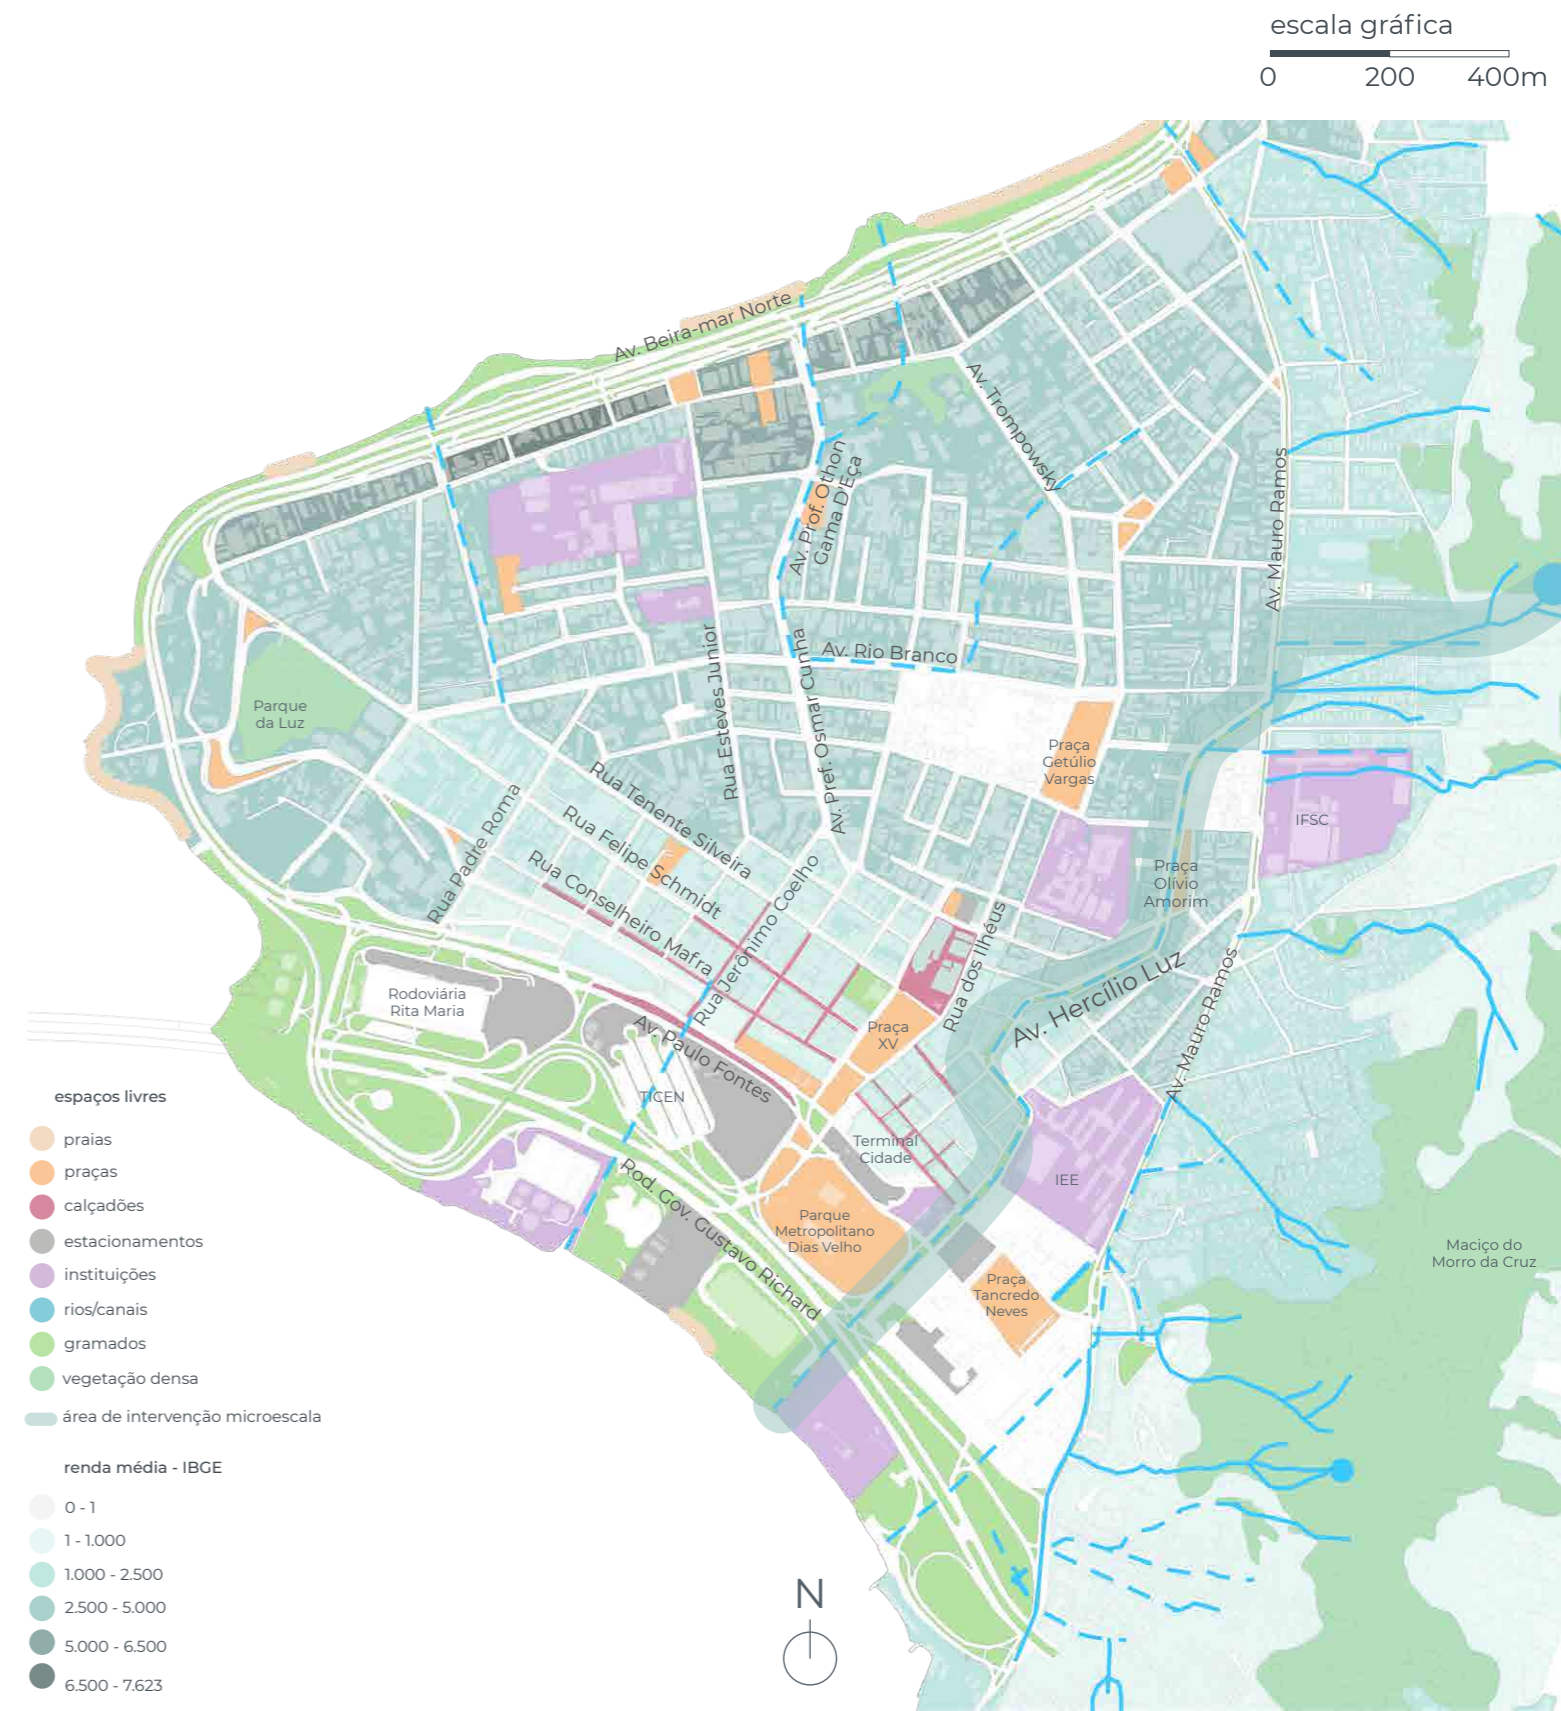 escala gráfica
0 200 400m
Av. Beira-mar Norte
Av. Trompowsky
Av. Prof. Othon
Gama D'Eça
Av. Mauro Ramos
Av. Rio Branco
Rua Esteves Junior
Av. Pref. Osmar Cunha
Parque
da Luz
Praça
Getúlio
Vargas
Rua Tenente Silveira
Rua Felipe Schmidt
Rua Conselheiro Mafra
Rua Padre Roma
Rua Jerônimo Coelho
IFSC
Praça
Olívio
Amorim
Rua dos Ilhéus
Av. Hercílio Luz
Av. Mauro Ramos
Rodoviária
Rita Maria
Praça
XV
Av. Paulo Fontes
TICEN
Terminal
Cidade
IEE
Rod. Gov. Gustavo Richard
Parque
Metropolitano
Dias Velho
Praça
Tancredo
Neves
Maciço do
Morro da Cruz
espaços livres
praias
praças
calçadões
estacionamentos
instituições
rios/canais
gramados
vegetação densa
área de intervenção microescala
renda média - IBGE
0 - 1
1 - 1.000
1.000 - 2.500
2.500 - 5.000
5.000 - 6.500
6.500 - 7.623
N